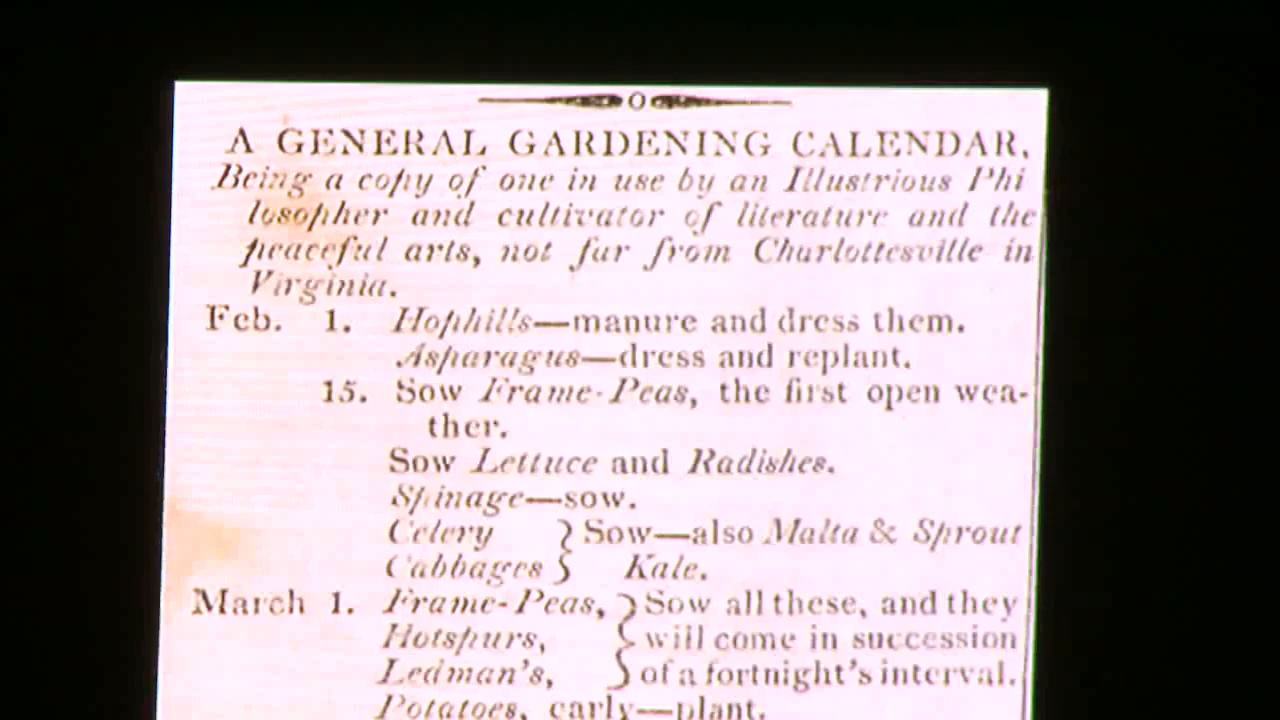 A GENERAL GARDENING CALENDAR,
Being a copy of one in use by an Illustrious Phi
losopher and cultivator of literature and the
peaceful arts, not far from Charlottesville in
Virginia.
Feb. 1. Hophills—manure and dress them.
Asparagus—dress and replant.
15. Sow Frame-Peas, the first open wea-
ther.
Sow Lettuce and Radishes.
Spinage—sow.
Celery } Sow—also Malta & Sprout
Cabbages } Kale.
March 1. Frame-Peas, } Sow all these, and they
Hotspurs, } will come in succession
Ledman's, } of a fortnight's interval.
Potatoes, early—plant.